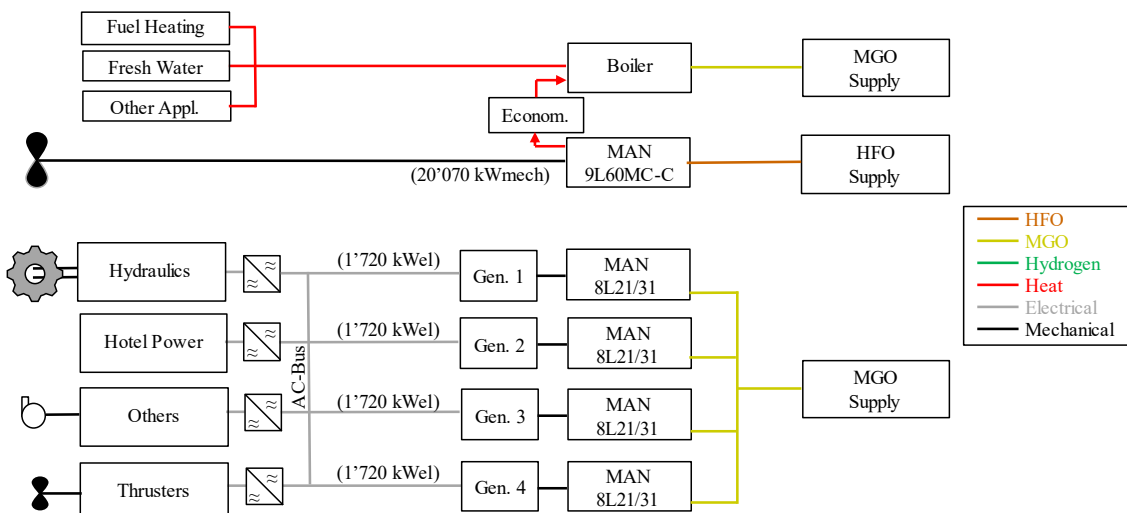 Fuel Heating
Fresh Water
Other Appl.
Boiler
Econom.
MGO
Supply
(20’070 kWmech)
MAN
9L60MC-C
HFO
Supply
Hydraulics
(1’720 kWel)
Gen. 1
MAN
8L21/31
Hotel Power
(1’720 kWel)
Gen. 2
MAN
8L21/31
AC-Bus
Others
(1’720 kWel)
Gen. 3
MAN
8L21/31
Thrusters
(1’720 kWel)
Gen. 4
MAN
8L21/31
MGO
Supply
HFO
MGO
Hydrogen
Heat
Electrical
Mechanical